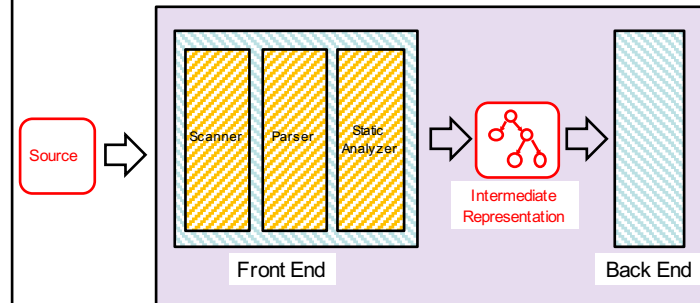 Source
Scanner
Parser
Static
Analyzer
Intermediate
Representation
Front End
Back End